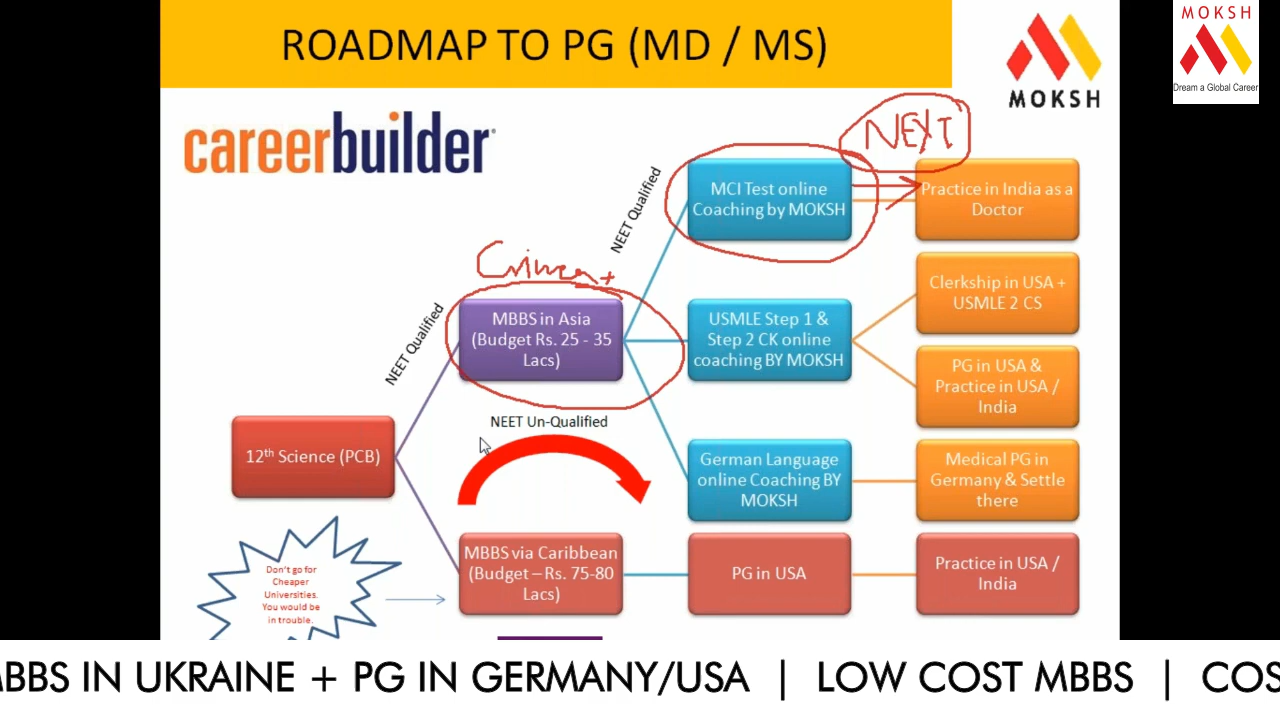 ROADMAP TO PG (MD / MS)
MOKSH
MOKSH
Dream a Global Career
careerbuilder
NEXT
NEET Qualified
MCI Test online
Coaching by MOKSH
Practice in India as a
Doctor
Clerkship in USA +
USMLE 2 CS
NEET Qualified
MBBS in Asia
(Budget Rs. 25 - 35
Lacs)
USMLE Step 1 &
Step 2 CK online
coaching BY MOKSH
PG in USA &
Practice in USA /
India
NEET Un-Qualified
12th Science (PCB)
German Language
online Coaching BY
MOKSH
Medical PG in
Germany & Settle
there
MBBS via Caribbean
(Budget – Rs. 75-80
Lacs)
PG in USA
Practice in USA /
India
Don't go for
Cheaper
Universities.
You would be
in trouble.
MBBS IN UKRAINE + PG IN GERMANY/USA | LOW COST MBBS | COS